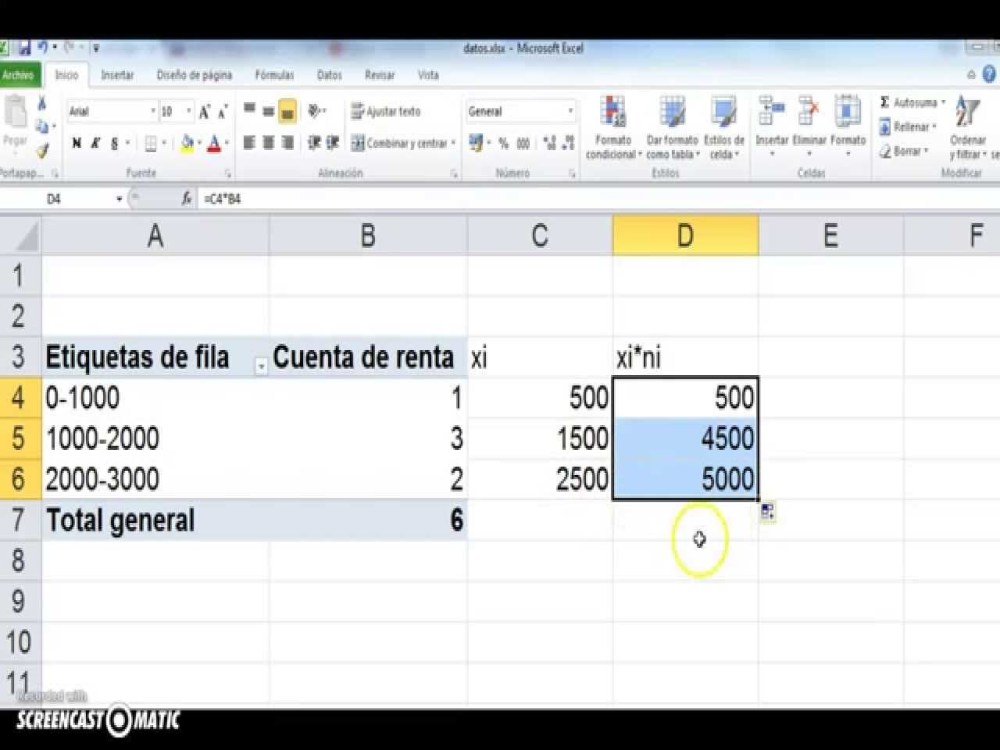 datos.xlsx - Microsoft Excel
Archivo Inicio Insertar Diseño de página Fórmulas Datos Revisar Vista
Arial 10 A A Ajustar texto General Σ Autosuma
Pegar N K S A Combinar y centrar % 000 Formato condicional Dar formato como tabla Estilos de celda Insertar Eliminar Formato Rellenar Borrar Ordenar y filtrar
Portapap... Fuente Alineación Número Estilos Celdas Modificar
D4 fx =C4*B4
A B C D E F
1
2
3 Etiquetas de fila Cuenta de renta xi xi*ni
4 0-1000 1 500 500
5 1000-2000 3 1500 4500
6 2000-3000 2 2500 5000
7 Total general 6
8
9
10
11
Recorded with
SCREENCAST O MATIC